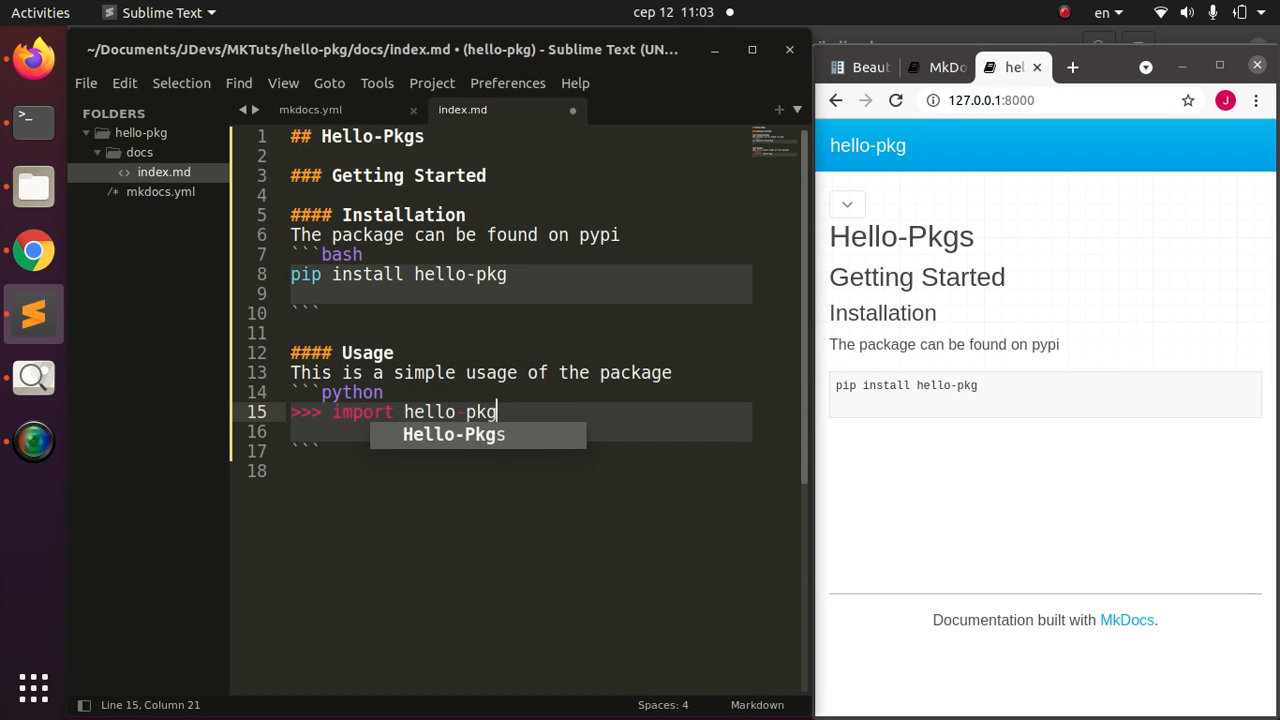 Activities
Sublime Text
сер 12 11:03
en
~/Documents/JDevs/MKTuts/hello-pkg/docs/index.md • (hello-pkg) - Sublime Text (UN...
File Edit Selection Find View Goto Tools Project Preferences Help
FOLDERS
hello-pkg
docs
<> index.md
/* mkdocs.yml
mkdocs.yml
index.md
1 ## Hello-Pkgs
2
3 ### Getting Started
4
5 #### Installation
6 The package can be found on pypi
7 ```bash
8 pip install hello-pkg
9
10 ```
11
12 #### Usage
13 This is a simple usage of the package
14 ```python
15 >>> import hello-pkg
16
Hello-Pkgs
17 ```
18
Line 15, Column 21
Spaces: 4
Markdown
Beaut
MkDo
hel
127.0.0.1:8000
J
hello-pkg
Hello-Pkgs
Getting Started
Installation
The package can be found on pypi
pip install hello-pkg
Documentation built with MkDocs.